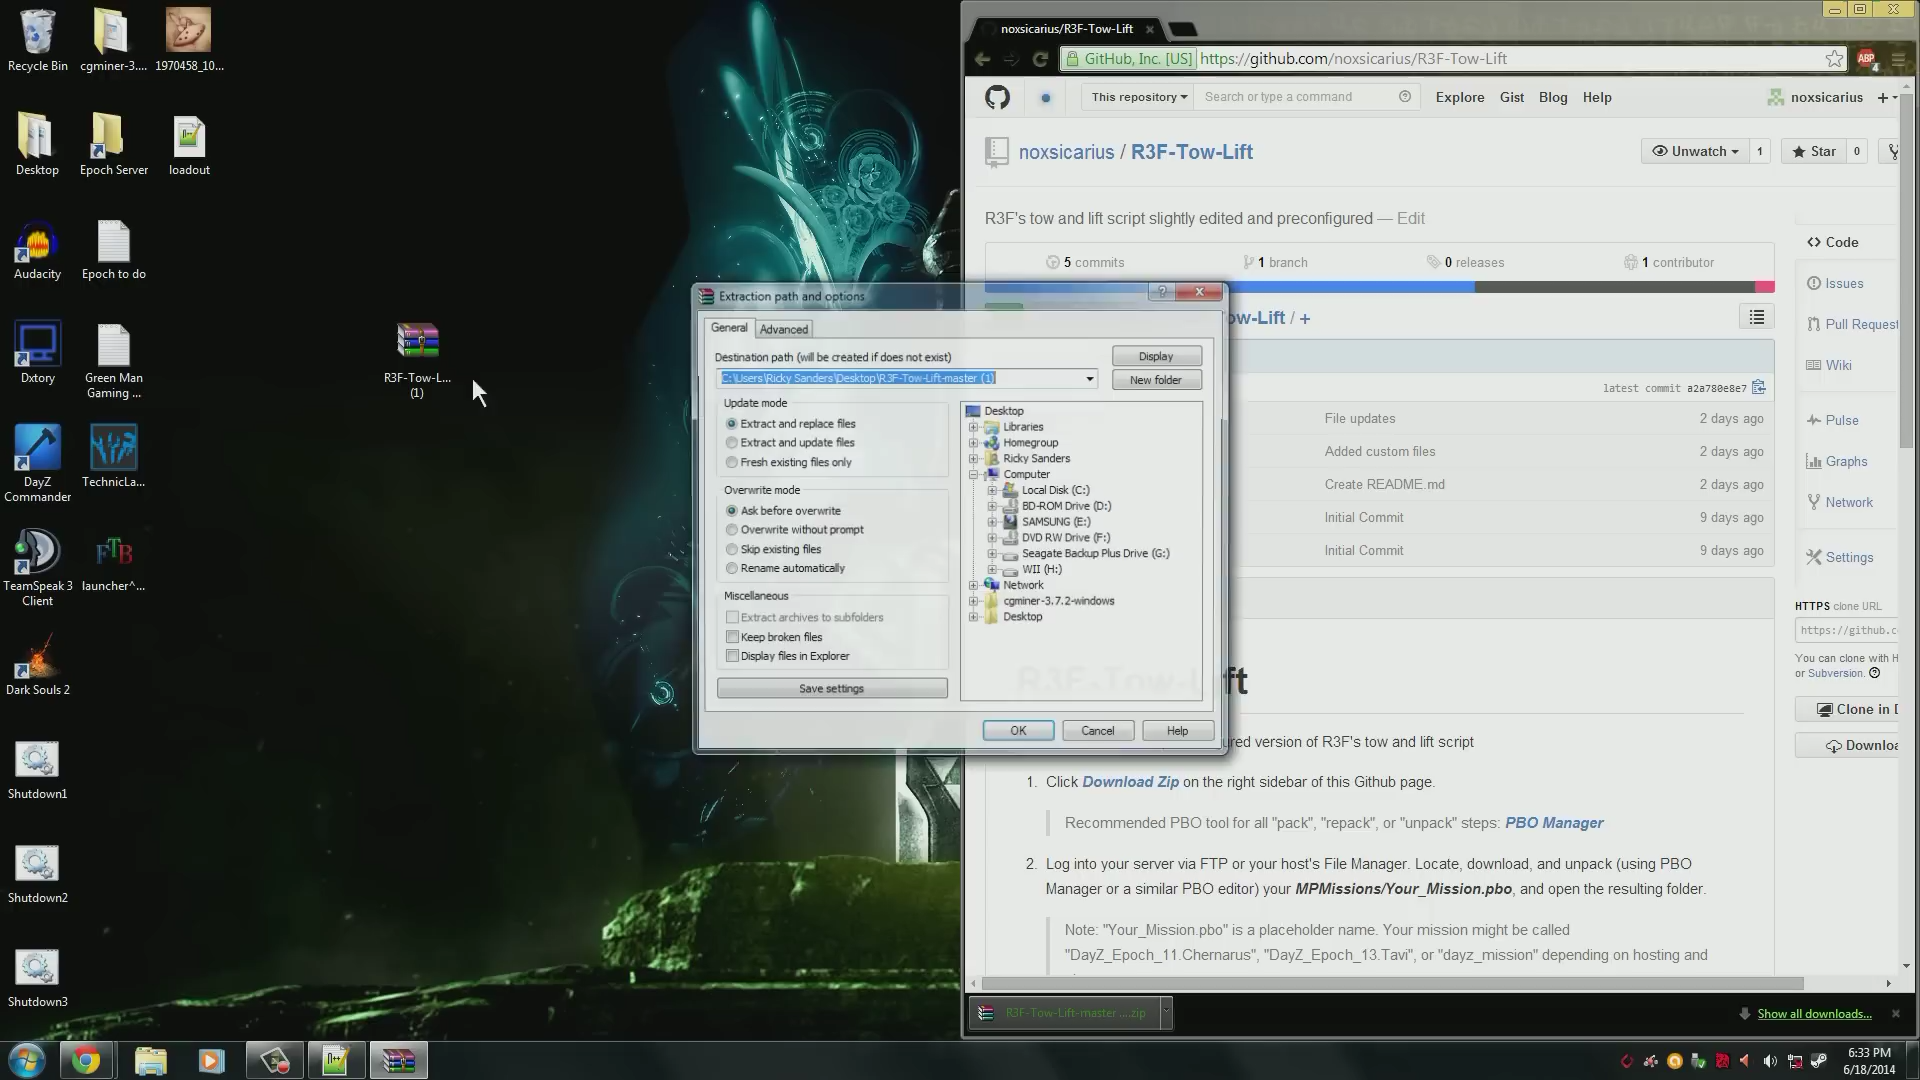 Recycle Bin
cgminer-3....
1970458_10...
Desktop
Epoch Server
loadout
Audacity
Epoch to do
Dxtory
Green Man
Gaming ...
R3F-Tow-L...
(1)
DayZ
Commander
TechnicLa...
TeamSpeak 3
Client
launcher^...
Dark Souls 2
Shutdown1
Shutdown2
Shutdown3
noxsicarius/R3F-Tow-Lift
GitHub, Inc. [US] https://github.com/noxsicarius/R3F-Tow-Lift
ABP
4
This repository
Search or type a command
Explore Gist Blog Help
noxsicarius
noxsicarius / R3F-Tow-Lift
Unwatch 1
Star 0
R3F's tow and lift script slightly edited and preconfigured — Edit
5 commits
1 branch
0 releases
1 contributor
ow-Lift / +
latest commit a2a780e8e7
File updates 2 days ago
Added custom files 2 days ago
Create README.md 2 days ago
Initial Commit 9 days ago
Initial Commit 9 days ago
Code
Issues
Pull Request
Wiki
Pulse
Graphs
Network
Settings
HTTPS clone URL
https://github.c
You can clone with H
or Subversion.
Clone in D
Downloa
R3F-Tow-Lift
ured version of R3F's tow and lift script
1. Click Download Zip on the right sidebar of this Github page.
Recommended PBO tool for all "pack", "repack", or "unpack" steps: PBO Manager
2. Log into your server via FTP or your host's File Manager. Locate, download, and unpack (using PBO
Manager or a similar PBO editor) your MPMissions/Your_Mission.pbo, and open the resulting folder.
Note: "Your_Mission.pbo" is a placeholder name. Your mission might be called
"DayZ_Epoch_11.Chernarus", "DayZ_Epoch_13.Tavi", or "dayz_mission" depending on hosting and
R3F-Tow-Lift-master ....zip
Show all downloads...
Extraction path and options
General
Advanced
Destination path (will be created if does not exist)
Display
C:\Users\Ricky Sanders\Desktop\R3F-Tow-Lift-master (1)
New folder
Update mode
Extract and replace files
Extract and update files
Fresh existing files only
Overwrite mode
Ask before overwrite
Overwrite without prompt
Skip existing files
Rename automatically
Miscellaneous
Extract archives to subfolders
Keep broken files
Display files in Explorer
Save settings
Desktop
Libraries
Homegroup
Ricky Sanders
Computer
Local Disk (C:)
BD-ROM Drive (D:)
SAMSUNG (E:)
DVD RW Drive (F:)
Seagate Backup Plus Drive (G:)
WII (H:)
Network
cgminer-3.7.2-windows
Desktop
OK
Cancel
Help
6:33 PM
6/18/2014